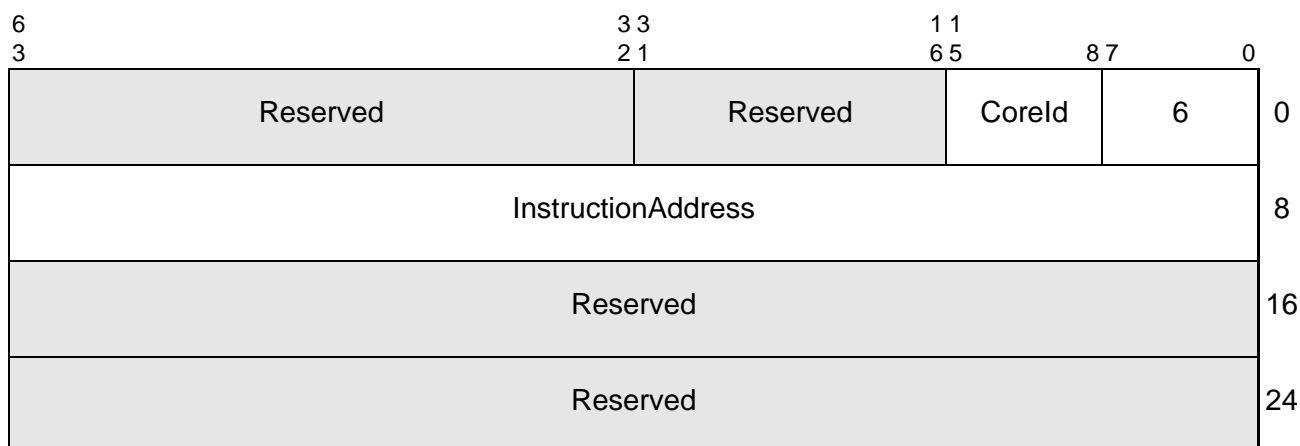 6 3 3 1 1
3 2 1 6 5 8 7 0
Reserved Reserved CoreId 6 0
InstructionAddress 8
Reserved 16
Reserved 24